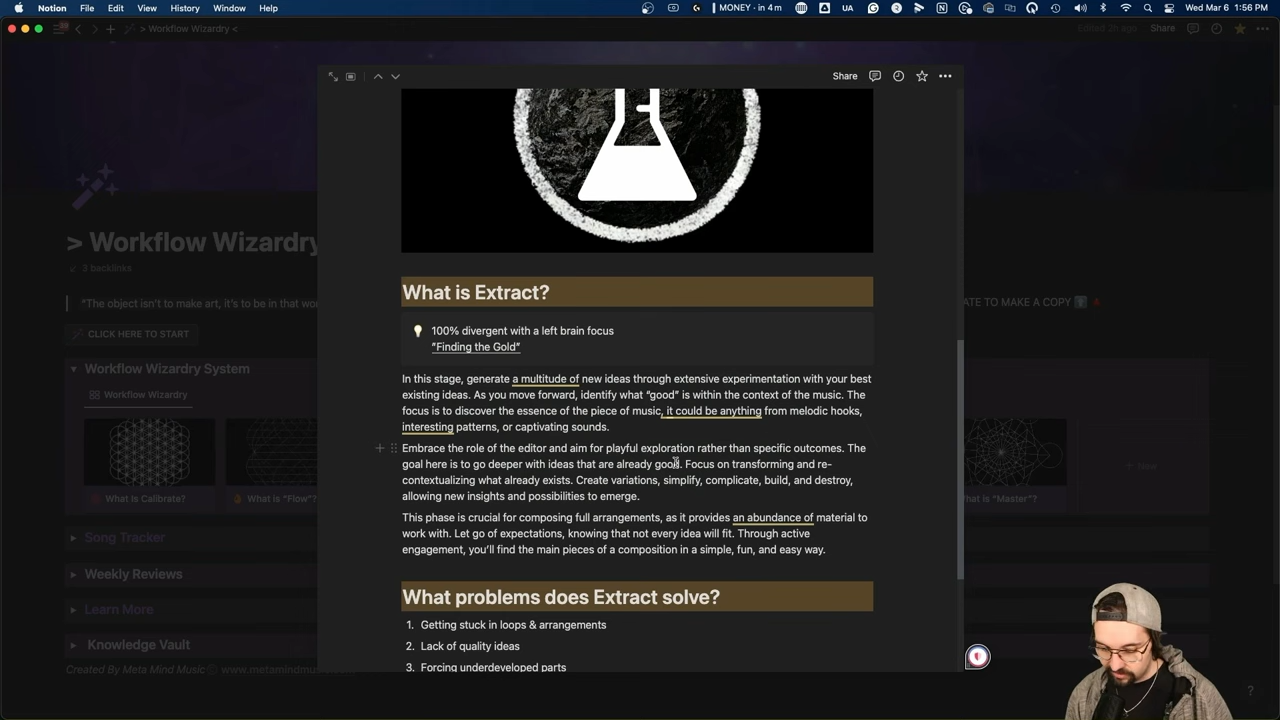 Notion File Edit View History Window Help
MONEY · in 4 m UA Wed Mar 6 1:56 PM
> Workflow Wizardry <
Edited 2h ago Share
Share
> Workflow Wizardry
3 backlinks
"The object isn't to make art, it's to be in that wo
ATE TO MAKE A COPY
CLICK HERE TO START
Workflow Wizardry System
Workflow Wizardry
What Is Calibrate?
What is "Flow"?
hat is "Master"?
New
Song Tracker
Weekly Reviews
Learn More
Knowledge Vault
Created By Meta Mind Music © www.metamindmus
What is Extract?
100% divergent with a left brain focus
"Finding the Gold"
In this stage, generate a multitude of new ideas through extensive experimentation with your best
existing ideas. As you move forward, identify what “good” is within the context of the music. The
focus is to discover the essence of the piece of music, it could be anything from melodic hooks,
interesting patterns, or captivating sounds.
Embrace the role of the editor and aim for playful exploration rather than specific outcomes. The
goal here is to go deeper with ideas that are already good. Focus on transforming and re-
contextualizing what already exists. Create variations, simplify, complicate, build, and destroy,
allowing new insights and possibilities to emerge.
This phase is crucial for composing full arrangements, as it provides an abundance of material to
work with. Let go of expectations, knowing that not every idea will fit. Through active
engagement, you’ll find the main pieces of a composition in a simple, fun, and easy way.
What problems does Extract solve?
1. Getting stuck in loops & arrangements
2. Lack of quality ideas
3. Forcing underdeveloped parts
?